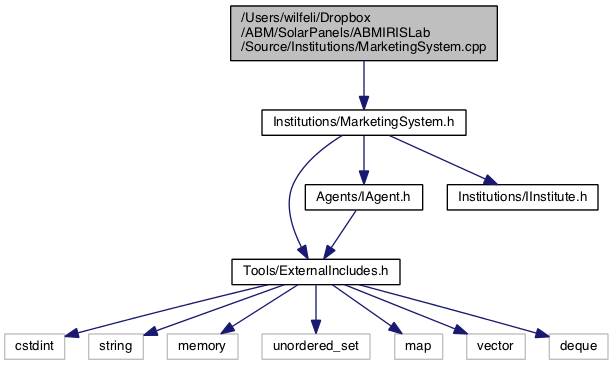 /Users/wilfeli/Dropbox
/ABM/SolarPanels/ABMIRISLab
/Source/Institutions/MarketingSystem.cpp
Institutions/MarketingSystem.h
Agents/IAgent.h
Institutions/IInstitute.h
Tools/ExternalIncludes.h
cstdint
string
memory
unordered_set
map
vector
deque